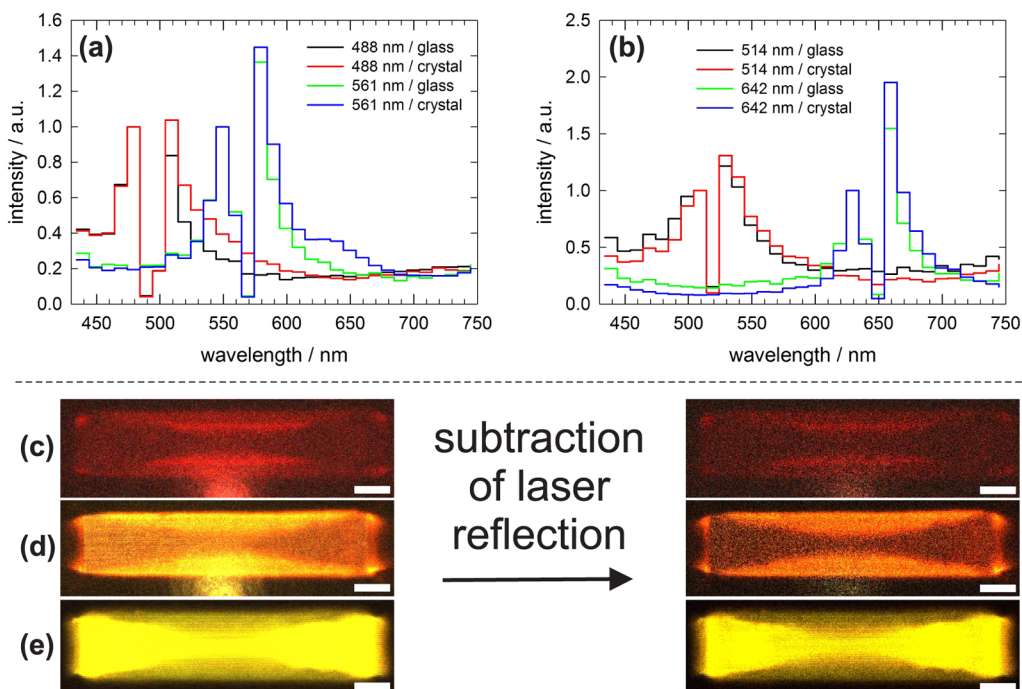 (a)
488 nm / glass
488 nm / crystal
561 nm / glass
561 nm / crystal
intensity / a.u.
1.6
1.4
1.2
1.0
0.8
0.6
0.4
0.2
0.0
450 500 550 600 650 700 750
wavelength / nm
(b)
514 nm / glass
514 nm / crystal
642 nm / glass
642 nm / crystal
intensity / a.u.
2.5
2.0
1.5
1.0
0.5
0.0
450 500 550 600 650 700 750
wavelength / nm
(c)
(d)
(e)
subtraction
of laser
reflection